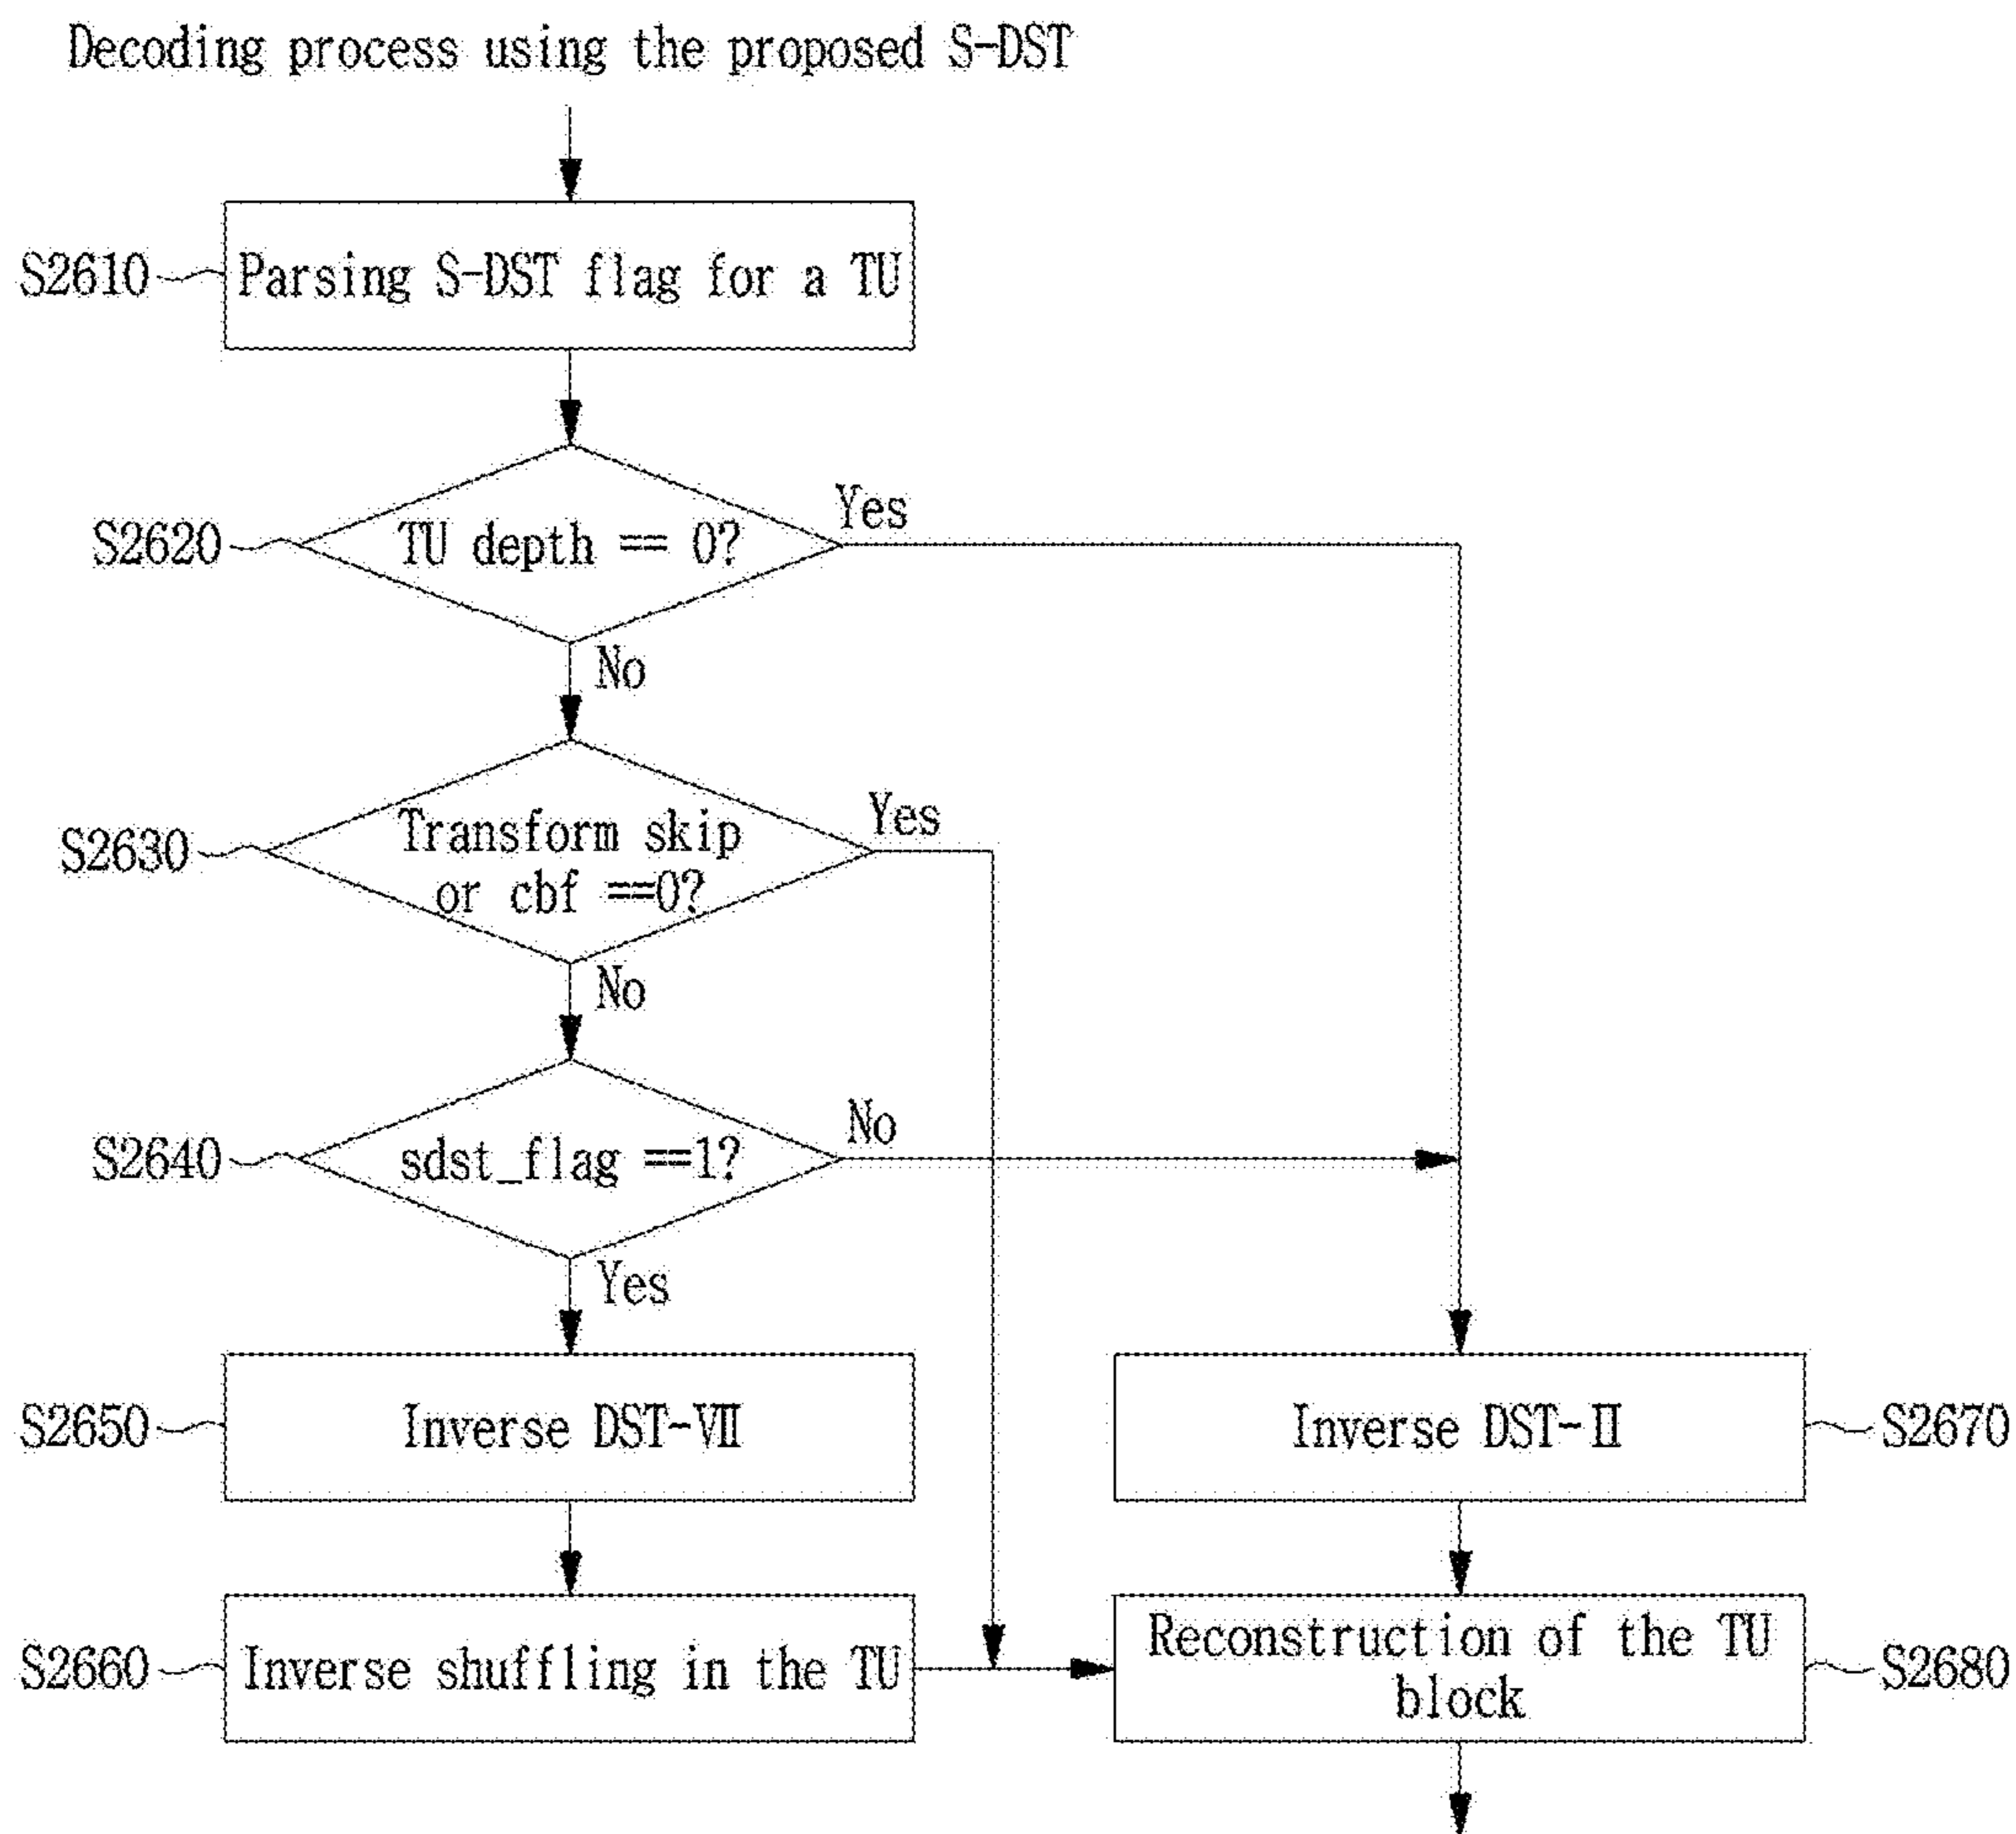 Decoding process using the proposed S-DST
S2610
Parsing S-DST flag for a TU
S2620
TU depth == 0?
Yes
No
S2630
Transform skip
or cbf ==0?
Yes
No
S2640
sdst_flag ==1?
No
Yes
S2650
Inverse DST-Ⅶ
Inverse DST-Ⅱ
S2670
S2660
Inverse shuffling in the TU
Reconstruction of the TU
block
S2680